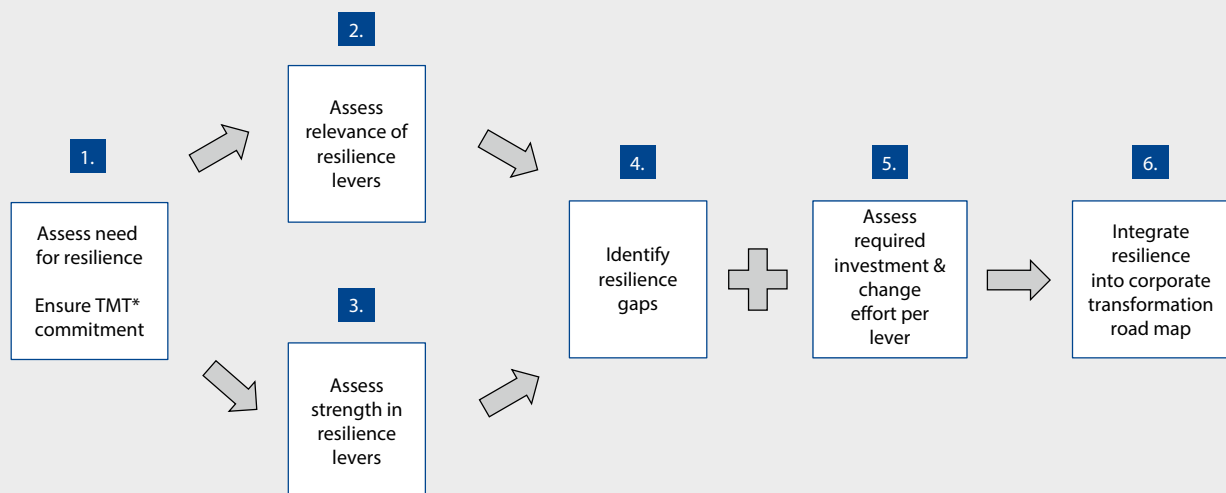 1.
Assess need
for resilience
Ensure TMT*
commitment
2.
Assess
relevance of
resilience
levers
3.
Assess
strength in
resilience
levers
4.
Identify
resilience
gaps
5.
Assess
required
investment &
change
effort per
lever
6.
Integrate
resilience
into corporate
transformation
road map